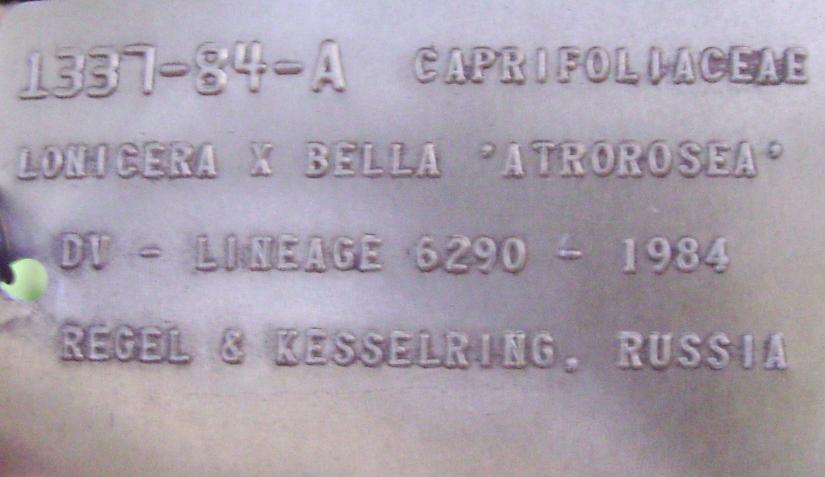 1337-84-A CAPRIFOLIACEAE
LONICERA X BELLA 'ATROROSEA'
DV - LINEAGE 6290 - 1984
REGEL & KESSELRING, RUSSIA